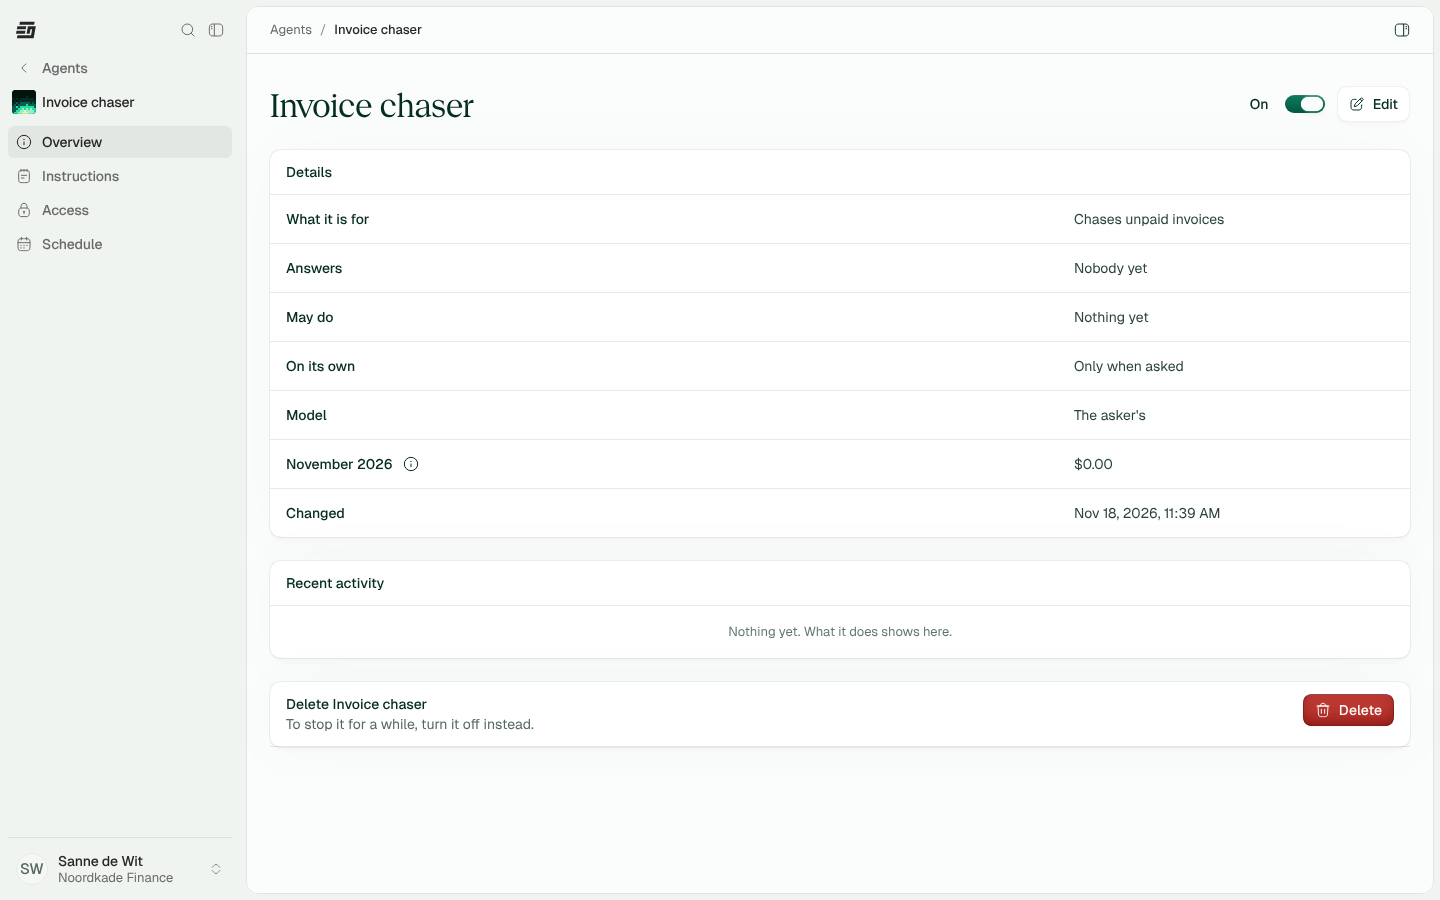 Agents
Invoice chaser
Overview
Instructions
Access
Schedule
SW
Sanne de Wit
Noordkade Finance
Agents / Invoice chaser
Invoice chaser
On
Edit
Details
What it is for
Chases unpaid invoices
Answers
Nobody yet
May do
Nothing yet
On its own
Only when asked
Model
The asker's
November 2026
$0.00
Changed
Nov 18, 2026, 11:39 AM
Recent activity
Nothing yet. What it does shows here.
Delete Invoice chaser
To stop it for a while, turn it off instead.
Delete